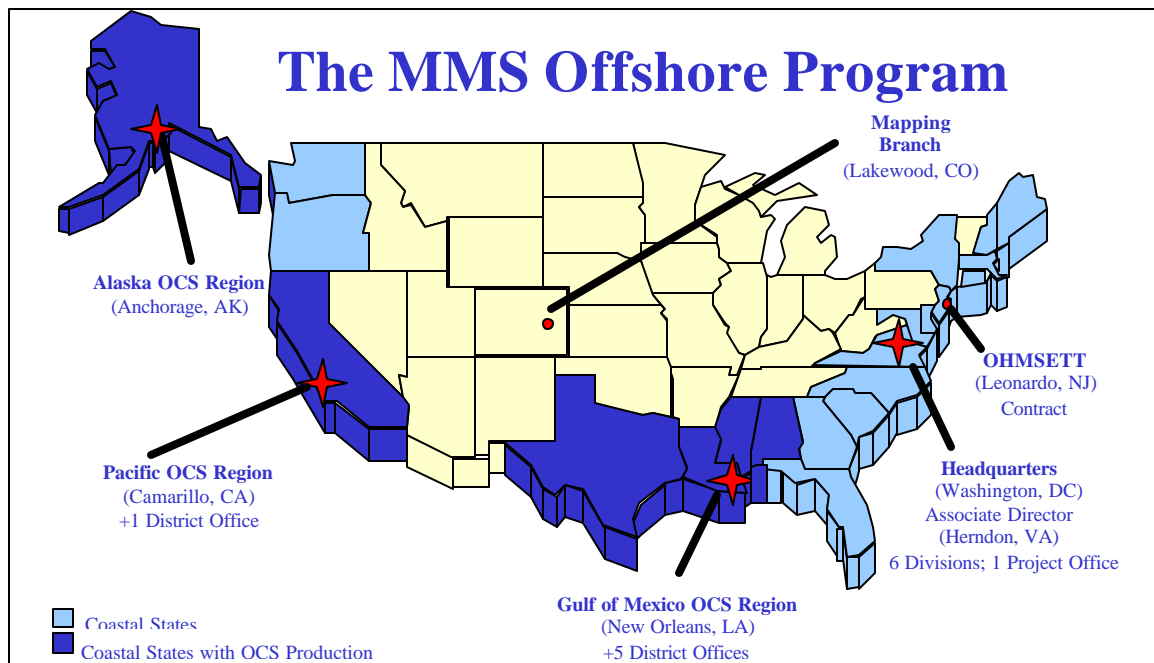 The MMS Offshore Program
Mapping
Branch
(Lakewood, CO)
Alaska OCS Region
(Anchorage, AK)
OHMSETT
(Leonardo, NJ)
Contract
Pacific OCS Region
(Camarillo, CA)
+1 District Office
Headquarters
(Washington, DC)
Associate Director
(Herndon, VA)
6 Divisions; 1 Project Office
Gulf of Mexico OCS Region
(New Orleans, LA)
+5 District Offices
Coastal States
Coastal States with OCS Production